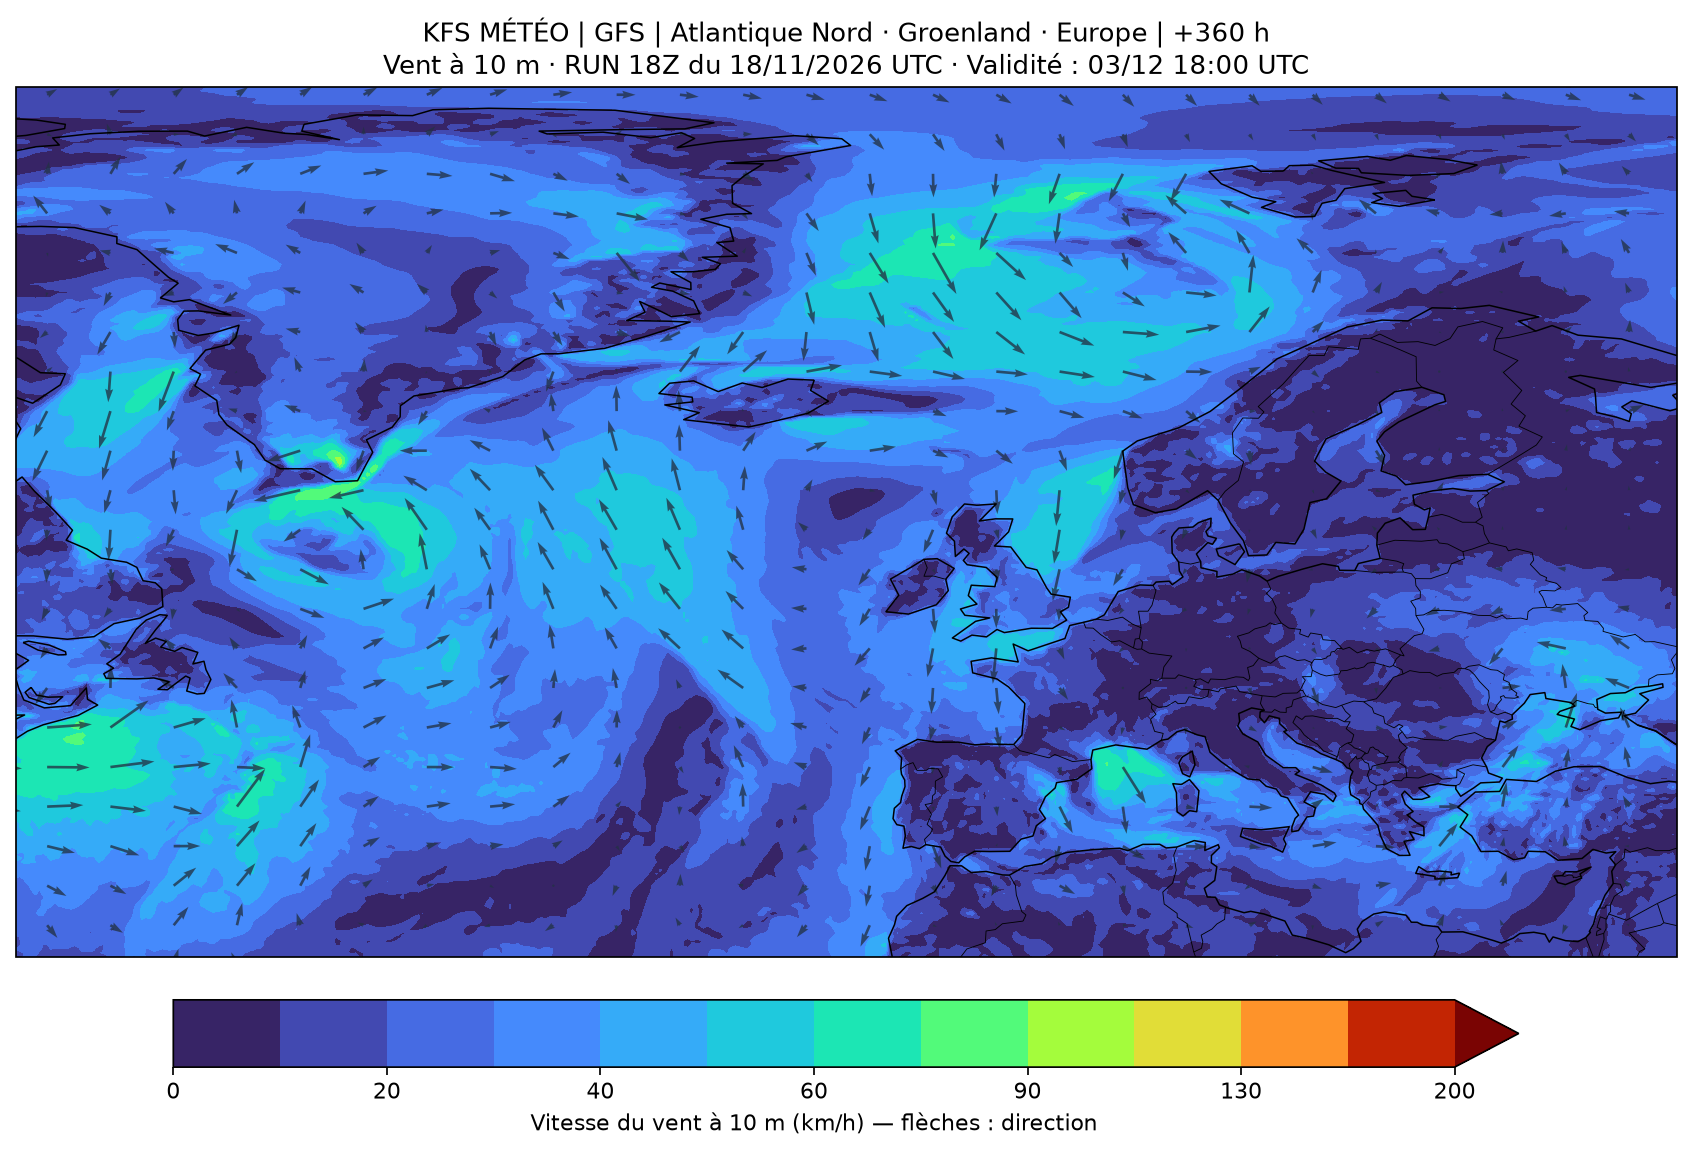 KFS MÉTÉO | GFS | Atlantique Nord · Groenland · Europe | +360 h
Vent à 10 m · RUN 18Z du 18/11/2026 UTC · Validité : 03/12 18:00 UTC
0 20 40 60 90 130 200
Vitesse du vent à 10 m (km/h) — flèches : direction